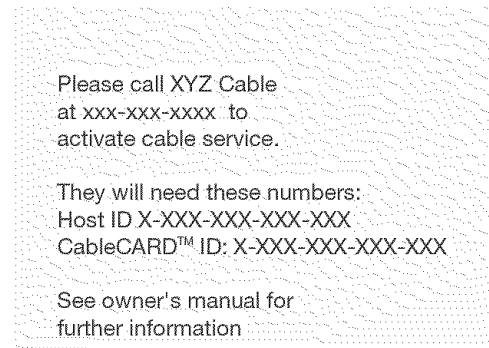 Please call XYZ Cable
at xxx-xxx-xxxx to
activate cable service.
They will need these numbers:
Host ID X-XXX-XXX-XXX-XXX
CableCARD™ ID: X-XXX-XXX-XXX-XXX
See owner's manual for
further information